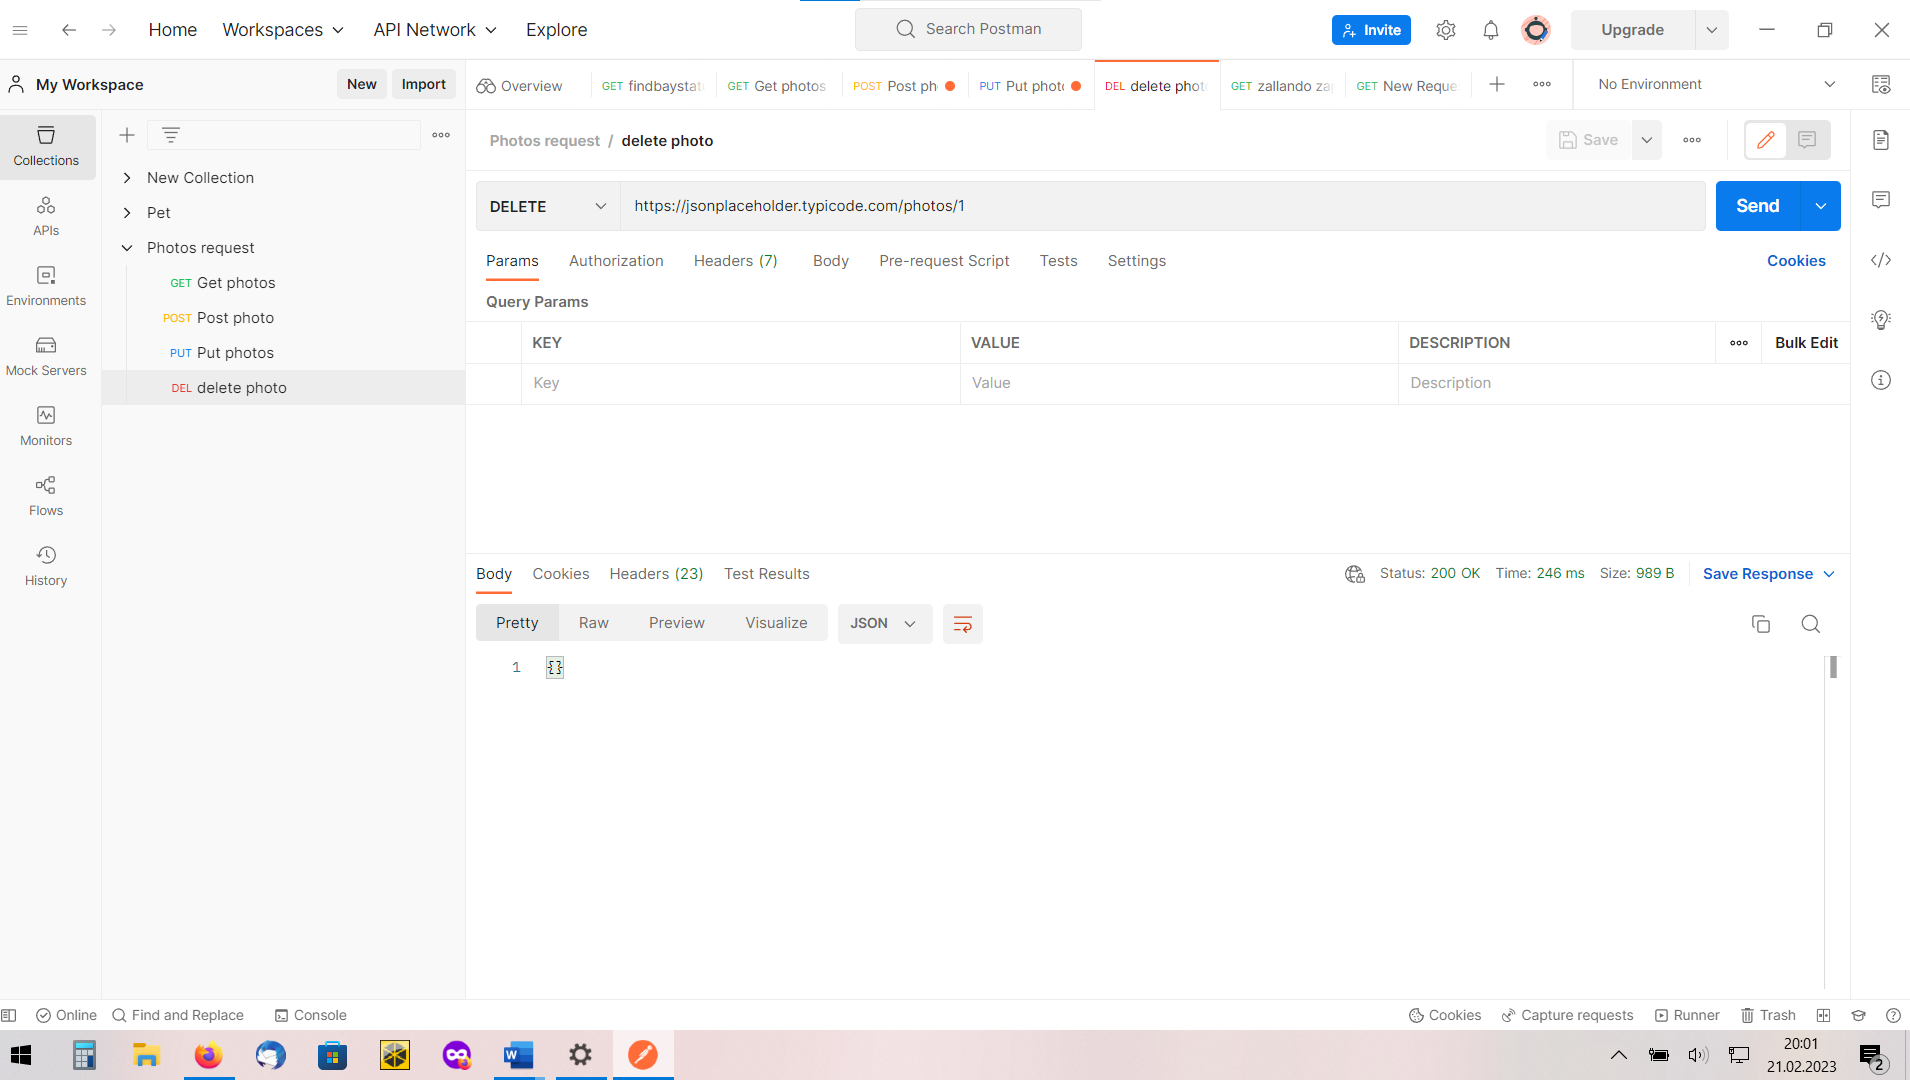 Home Workspaces API Network Explore Search Postman Invite Upgrade
My Workspace New Import
Overview GET findbaystat GET Get photos POST Post ph PUT Put phot DEL delete phot GET zallando za GET New Reque No Environment
Collections
APIs
Environments
Mock Servers
Monitors
Flows
History
New Collection
Pet
Photos request
GET Get photos
POST Post photo
PUT Put photos
DEL delete photo
Photos request / delete photo Save
DELETE https://jsonplaceholder.typicode.com/photos/1 Send
Params Authorization Headers (7) Body Pre-request Script Tests Settings Cookies
Query Params
KEY VALUE DESCRIPTION Bulk Edit
Key Value Description
Body Cookies Headers (23) Test Results Status: 200 OK Time: 246 ms Size: 989 B Save Response
Pretty Raw Preview Visualize JSON
1 {}
Online Find and Replace Console Cookies Capture requests Runner Trash
20:01
21.02.2023
2